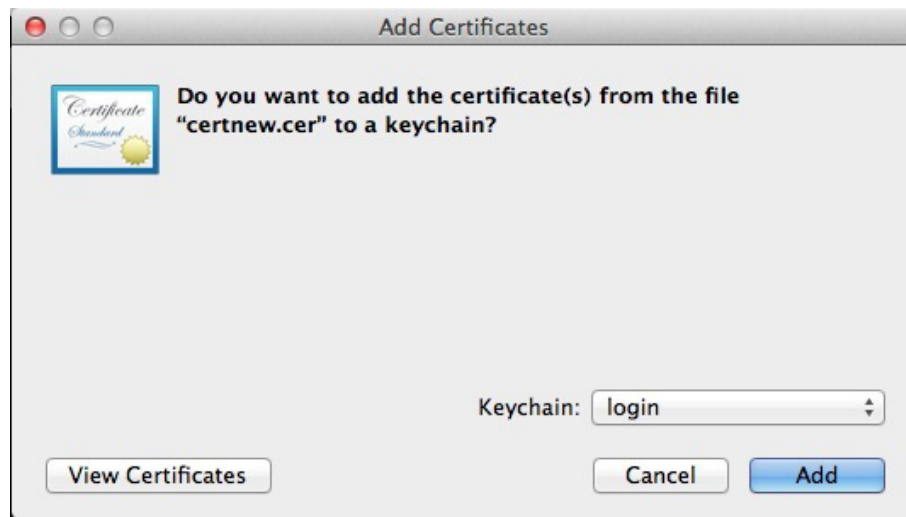 Add Certificates
Certificate
Standard
Do you want to add the certificate(s) from the file
“certnew.cer” to a keychain?
Keychain: login
View Certificates Cancel Add